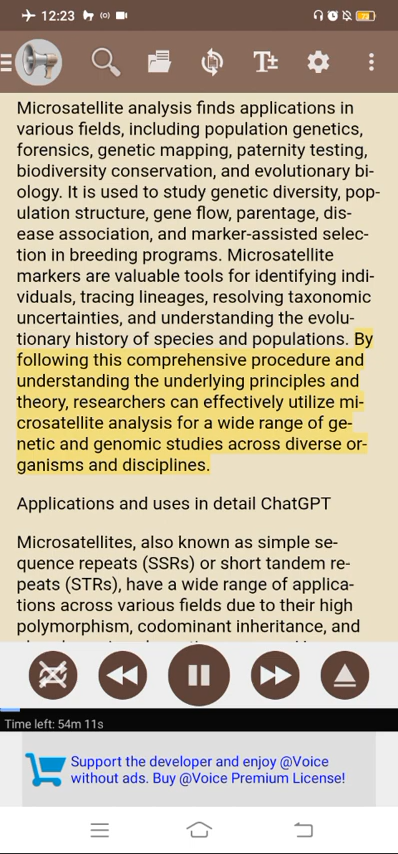 12:23
T±
Microsatellite analysis finds applications in
various fields, including population genetics,
forensics, genetic mapping, paternity testing,
biodiversity conservation, and evolutionary bi-
ology. It is used to study genetic diversity, pop-
ulation structure, gene flow, parentage, dis-
ease association, and marker-assisted selec-
tion in breeding programs. Microsatellite
markers are valuable tools for identifying indi-
viduals, tracing lineages, resolving taxonomic
uncertainties, and understanding the evolu-
tionary history of species and populations. By
following this comprehensive procedure and
understanding the underlying principles and
theory, researchers can effectively utilize mi-
crosatellite analysis for a wide range of ge-
netic and genomic studies across diverse or-
ganisms and disciplines.
Applications and uses in detail ChatGPT
Microsatellites, also known as simple se-
quence repeats (SSRs) or short tandem re-
peats (STRs), have a wide range of applica-
tions across various fields due to their high
polymorphism, codominant inheritance, and
Time left: 54m 11s
Support the developer and enjoy @Voice
without ads. Buy @Voice Premium License!